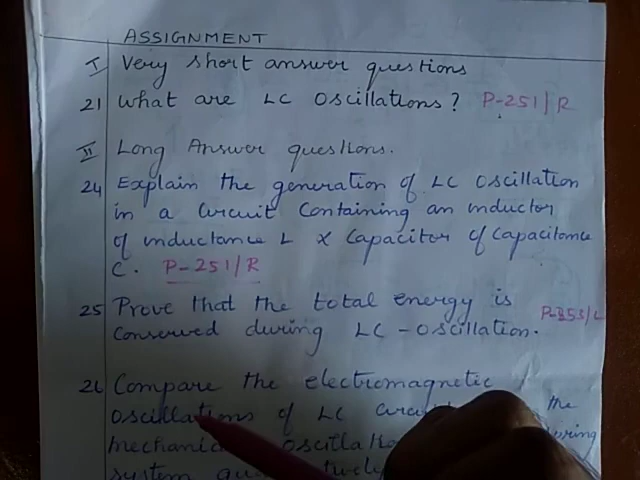 ASSIGNMENT
I Very short answer questions
21 What are LC Oscillations? P-251/R
II Long Answer questions.
24 Explain the generation of LC Oscillation
in a Circuit Containing an inductor
of inductance L & Capacitor of Capacitance
C. P-251/R
25 Prove that the total energy is
Conserved during LC-Oscillation.
26 Compare the electromagnetic
Oscillations of LC the
system